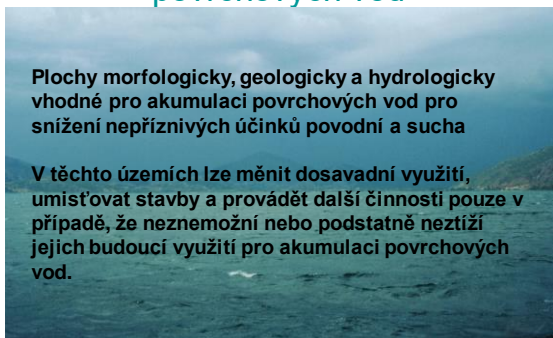 povrchových vod
Plochy morfologicky, geologicky a hydrologicky
vhodné pro akumulaci povrchových vod pro
snížení nepříznivých účinků povodní a sucha
V těchto územích lze měnit dosavadní využití,
umisťovat stavby a provádět další činnosti pouze v
případě, že neznemožní nebo podstatně neztíží
jejich budoucí využití pro akumulaci povrchových
vod.